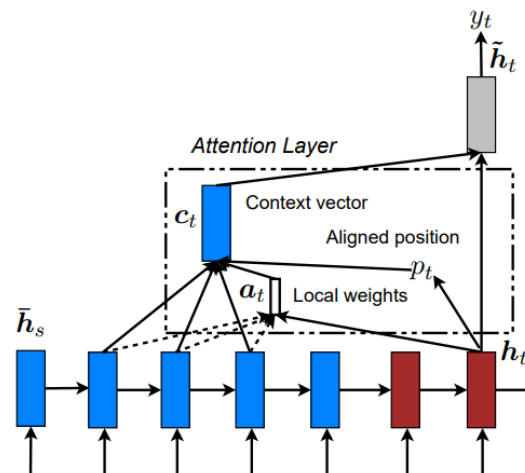 y_t
h̃_t
Attention Layer
c_t
Context vector
Aligned position
p_t
a_t
Local weights
h̄_s
h_t